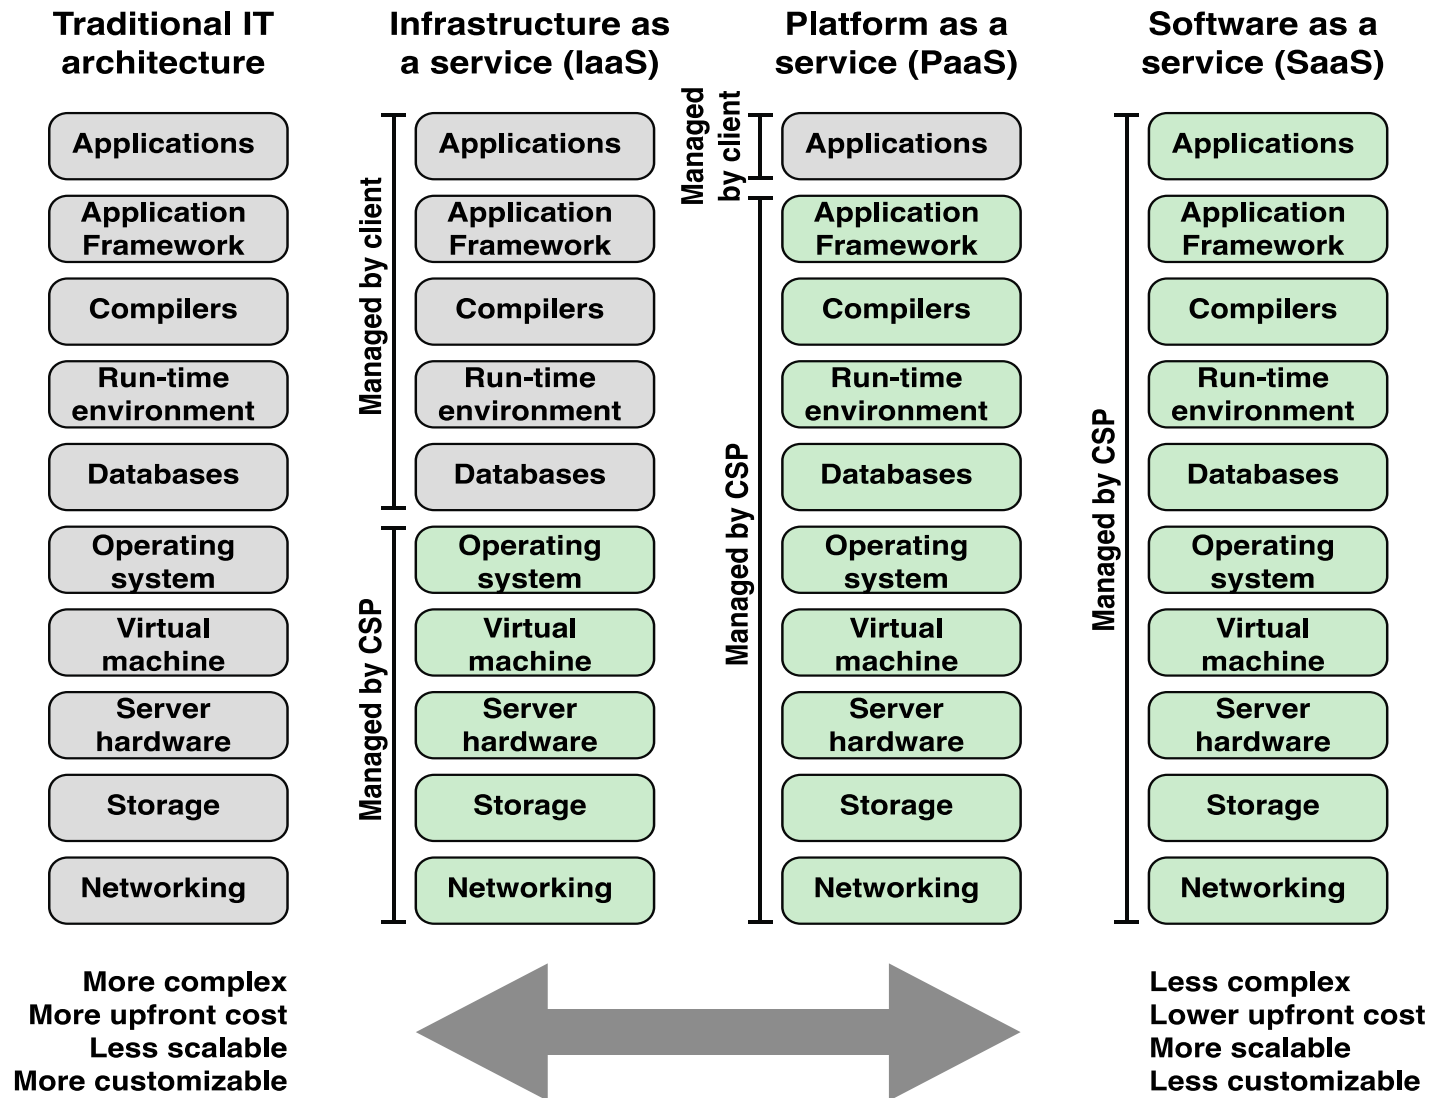 Traditional IT
architecture
Applications
Application
Framework
Compilers
Run-time
environment
Databases
Operating
system
Virtual
machine
Server
hardware
Storage
Networking
Infrastructure as
a service (IaaS)
Managed by client
Managed by CSP
Applications
Application
Framework
Compilers
Run-time
environment
Databases
Operating
system
Virtual
machine
Server
hardware
Storage
Networking
Platform as a
service (PaaS)
Managed
by client
Managed by CSP
Applications
Application
Framework
Compilers
Run-time
environment
Databases
Operating
system
Virtual
machine
Server
hardware
Storage
Networking
Software as a
service (SaaS)
Managed by CSP
Applications
Application
Framework
Compilers
Run-time
environment
Databases
Operating
system
Virtual
machine
Server
hardware
Storage
Networking
More complex
More upfront cost
Less scalable
More customizable
Less complex
Lower upfront cost
More scalable
Less customizable